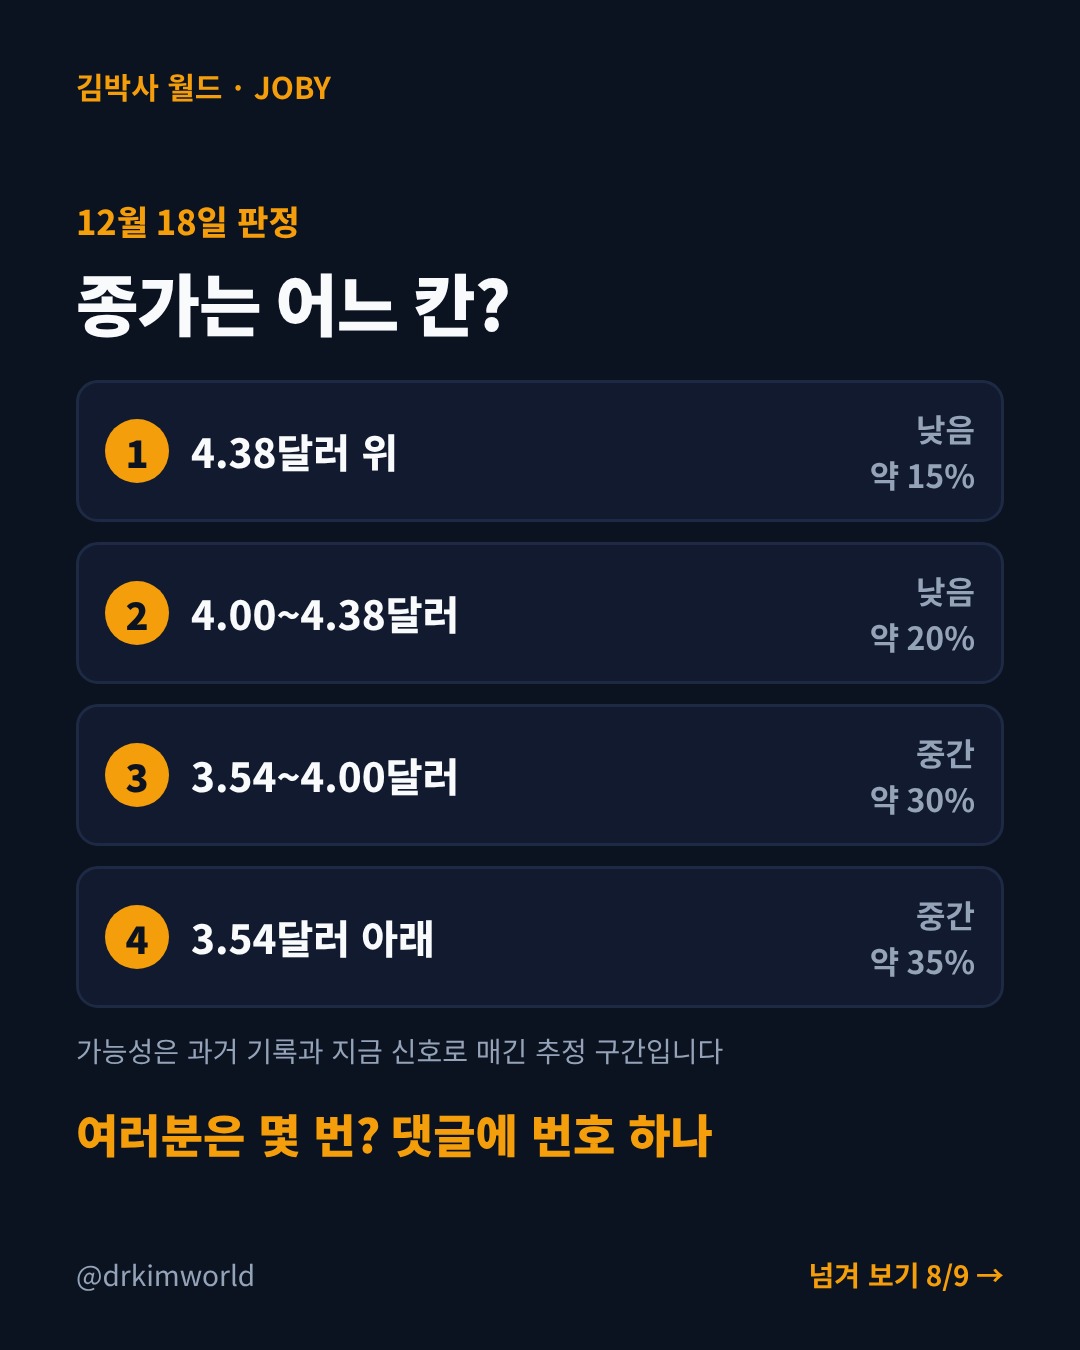 김박사 월드 · JOBY
12월 18일 판정
종가는 어느 칸?
1 4.38달러 위
낮음
약 15%
2 4.00~4.38달러
낮음
약 20%
3 3.54~4.00달러
중간
약 30%
4 3.54달러 아래
중간
약 35%
가능성은 과거 기록과 지금 신호로 매긴 추정 구간입니다
여러분은 몇 번? 댓글에 번호 하나
@drkimworld
넘겨 보기 8/9 →